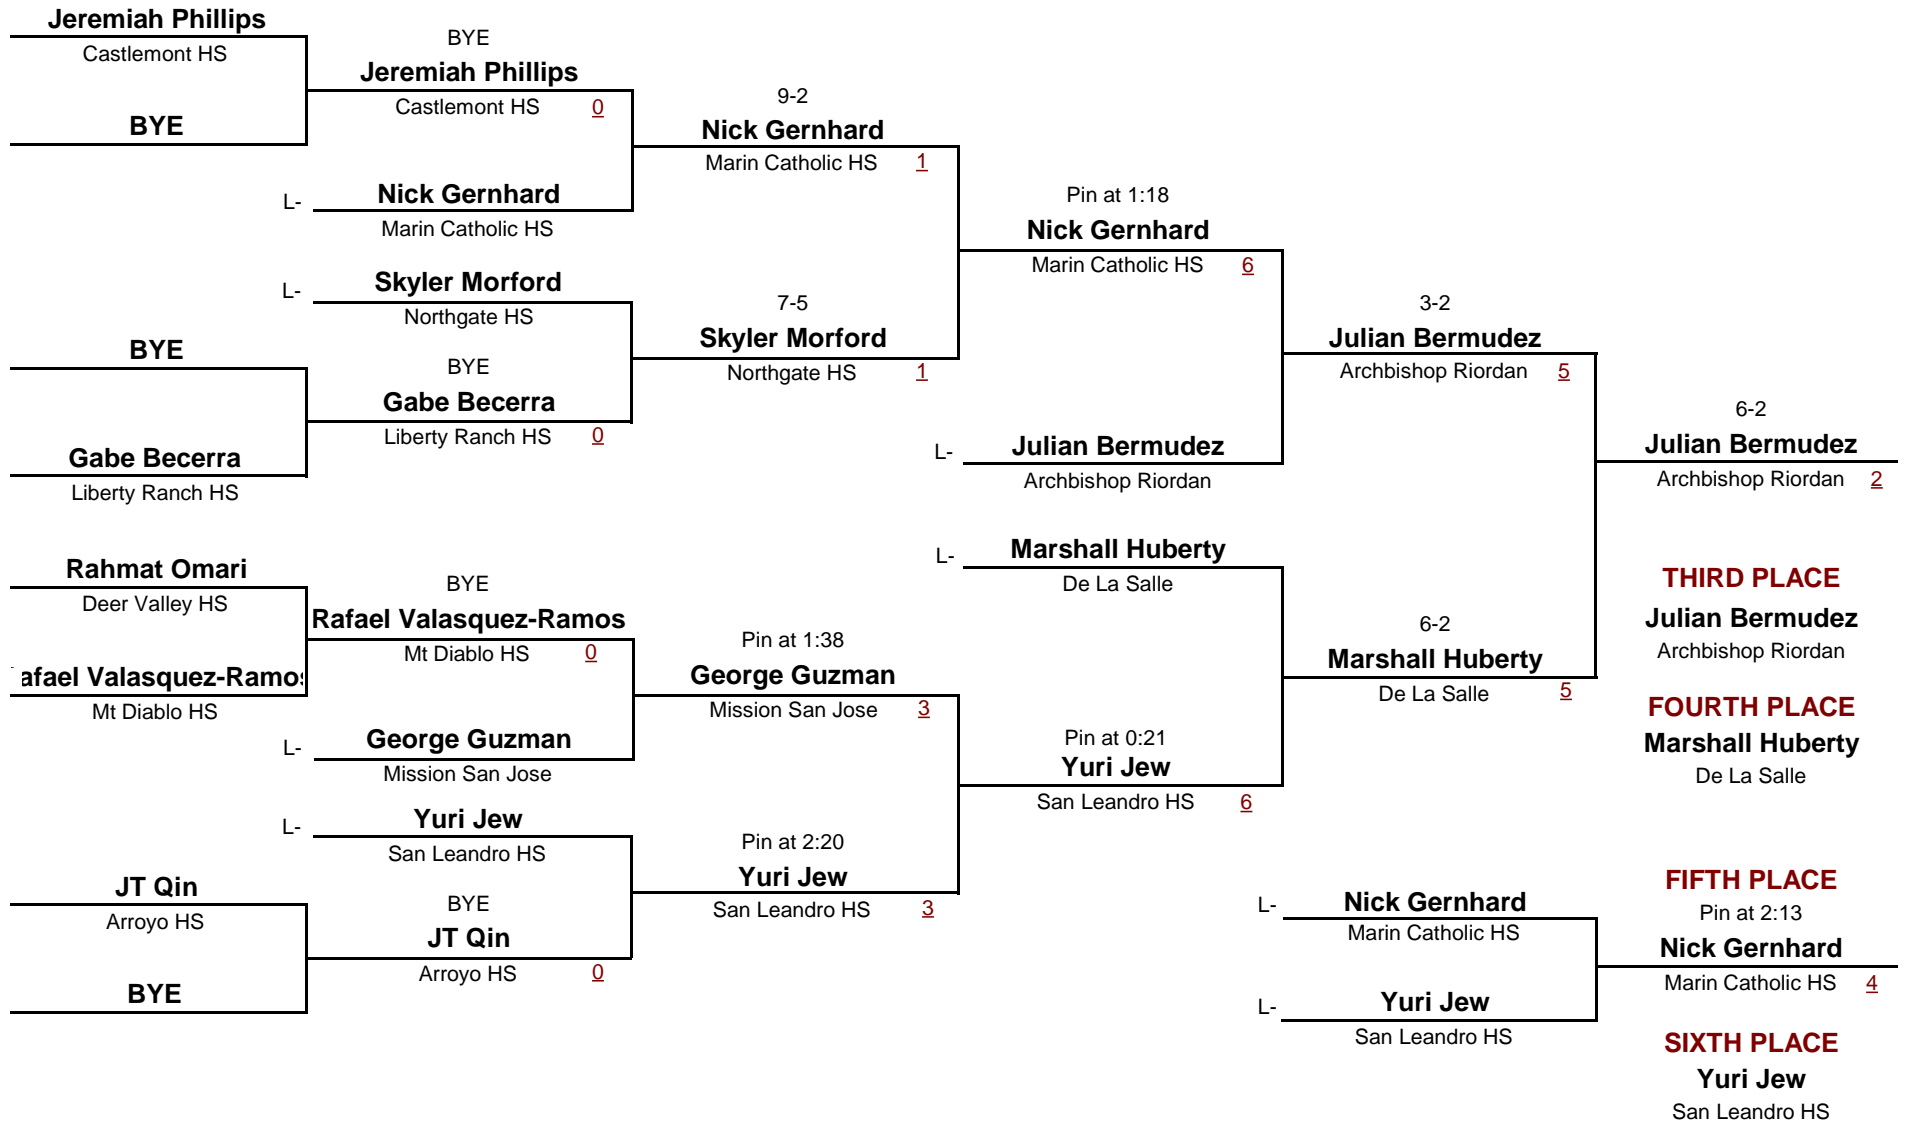 Jeremiah Phillips
Castlemont HS
BYE
BYE
Gabe Becerra
Liberty Ranch HS
Rahmat Omari
Deer Valley HS
afael Valasquez-Ramos
Mt Diablo HS
JT Qin
Arroyo HS
BYE
BYE
Jeremiah Phillips
Castlemont HS 0
L- Nick Gernhard
Marin Catholic HS
L- Skyler Morford
Northgate HS
BYE
Gabe Becerra
Liberty Ranch HS 0
BYE
Rafael Valasquez-Ramos
Mt Diablo HS 0
L- George Guzman
Mission San Jose
L- Yuri Jew
San Leandro HS
BYE
JT Qin
Arroyo HS 0
9-2
Nick Gernhard
Marin Catholic HS 1
7-5
Skyler Morford
Northgate HS 1
Pin at 1:38
George Guzman
Mission San Jose 3
Pin at 2:20
Yuri Jew
San Leandro HS 3
Pin at 1:18
Nick Gernhard
Marin Catholic HS 6
L- Julian Bermudez
Archbishop Riordan
L- Marshall Huberty
De La Salle
Pin at 0:21
Yuri Jew
San Leandro HS 6
3-2
Julian Bermudez
Archbishop Riordan 5
6-2
Marshall Huberty
De La Salle 5
L- Nick Gernhard
Marin Catholic HS
L- Yuri Jew
San Leandro HS
6-2
Julian Bermudez
Archbishop Riordan 2
THIRD PLACE
Julian Bermudez
Archbishop Riordan
FOURTH PLACE
Marshall Huberty
De La Salle
FIFTH PLACE
Pin at 2:13
Nick Gernhard
Marin Catholic HS 4
SIXTH PLACE
Yuri Jew
San Leandro HS